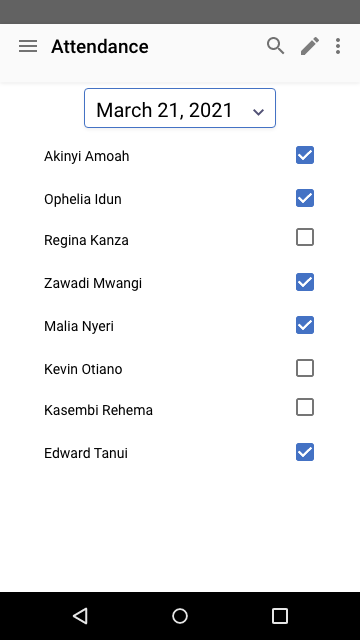 Attendance
March 21, 2021
Akinyi Amoah
Ophelia Idun
Regina Kanza
Zawadi Mwangi
Malia Nyeri
Kevin Otiano
Kasembi Rehema
Edward Tanui